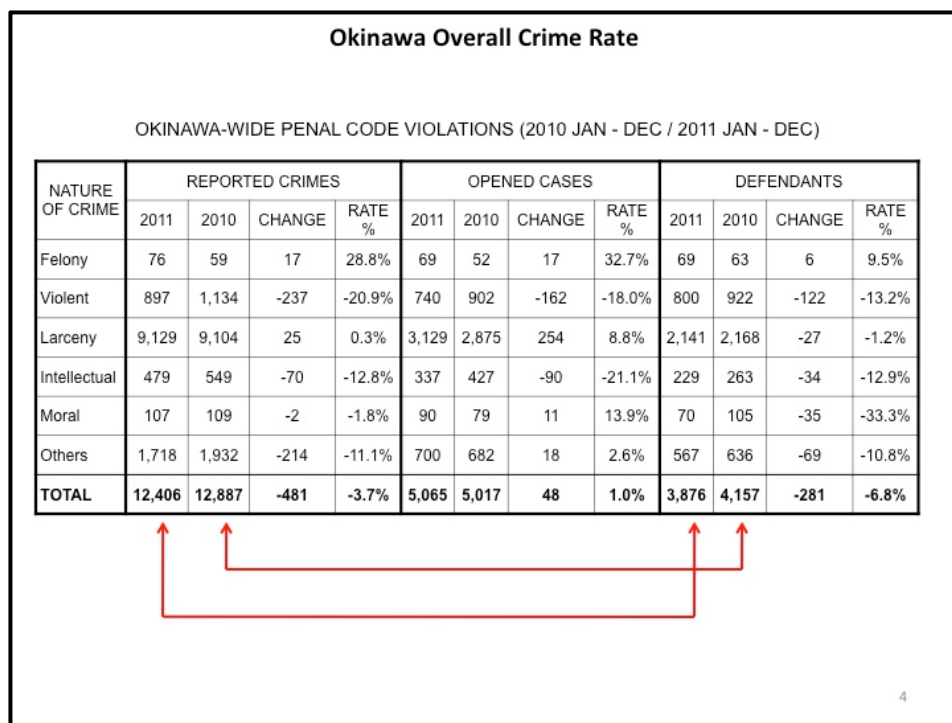 Okinawa Overall Crime Rate
OKINAWA-WIDE PENAL CODE VIOLATIONS (2010 JAN - DEC / 2011 JAN - DEC)
NATURE OF CRIME REPORTED CRIMES OPENED CASES DEFENDANTS
2011 2010 CHANGE RATE % 2011 2010 CHANGE RATE % 2011 2010 CHANGE RATE %
Felony 76 59 17 28.8% 69 52 17 32.7% 69 63 6 9.5%
Violent 897 1,134 -237 -20.9% 740 902 -162 -18.0% 800 922 -122 -13.2%
Larceny 9,129 9,104 25 0.3% 3,129 2,875 254 8.8% 2,141 2,168 -27 -1.2%
Intellectual 479 549 -70 -12.8% 337 427 -90 -21.1% 229 263 -34 -12.9%
Moral 107 109 -2 -1.8% 90 79 11 13.9% 70 105 -35 -33.3%
Others 1,718 1,932 -214 -11.1% 700 682 18 2.6% 567 636 -69 -10.8%
TOTAL 12,406 12,887 -481 -3.7% 5,065 5,017 48 1.0% 3,876 4,157 -281 -6.8%
4